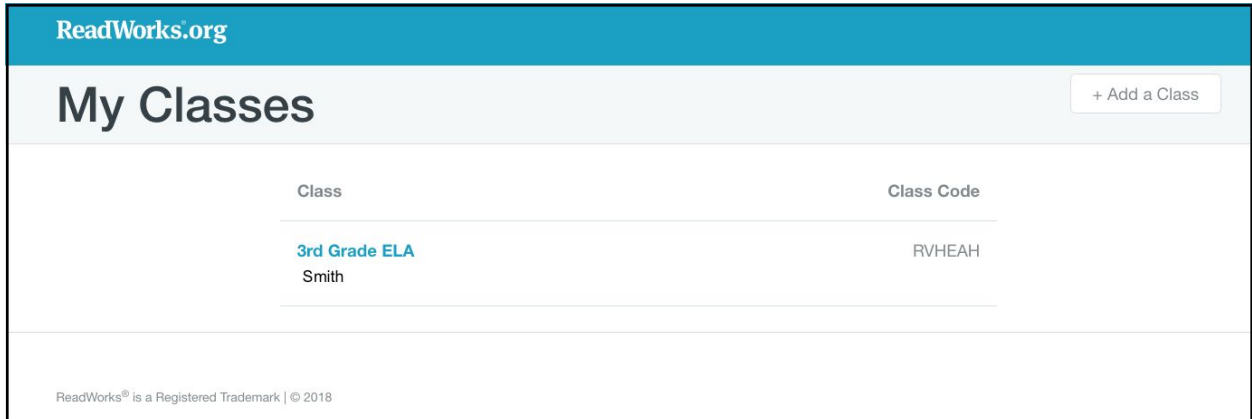 ReadWorks®.org
My Classes
+ Add a Class
Class Class Code
3rd Grade ELA RVHEAH
Smith
ReadWorks® is a Registered Trademark | © 2018